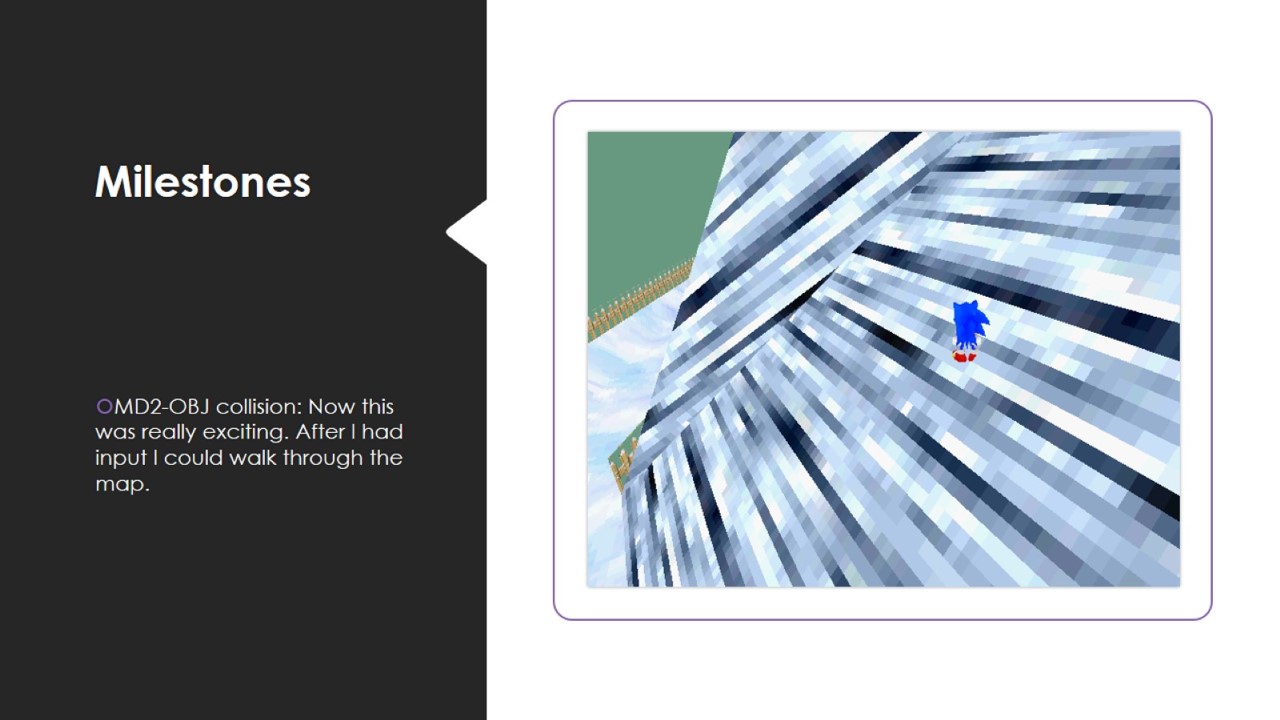 Milestones
MD2-OBJ collision: Now this
was really exciting. After I had
input I could walk through the
map.